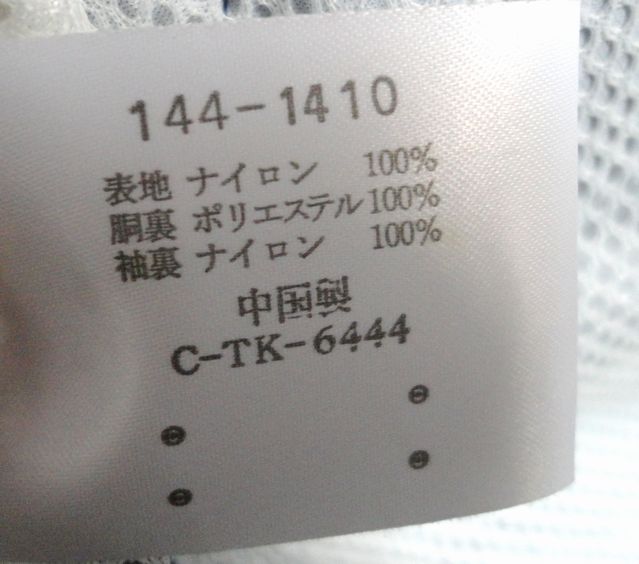 144-1410
表地 ナイロン 100%
胴裏 ポリエステル 100%
袖裏 ナイロン 100%
中国製
C-TK-6444